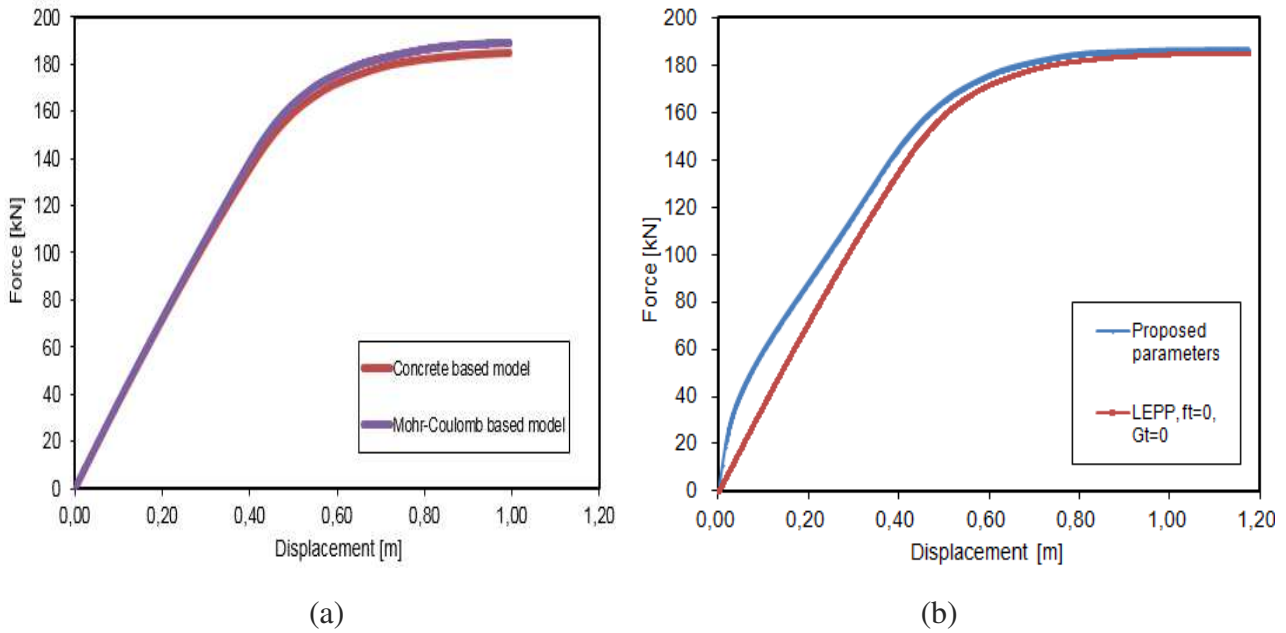 200
180
160
140
120
100
80
60
40
20
0
Force [kN]
0,00 0,20 0,40 0,60 0,80 1,00 1,20
Displacement [m]
Concrete based model
Mohr-Coulomb based model
(a)
200
180
160
140
120
100
80
60
40
20
0
Force [kN]
0,00 0,20 0,40 0,60 0,80 1,00 1,20
Displacement [m]
Proposed
parameters
LEPP, ft=0,
Gt=0
(b)